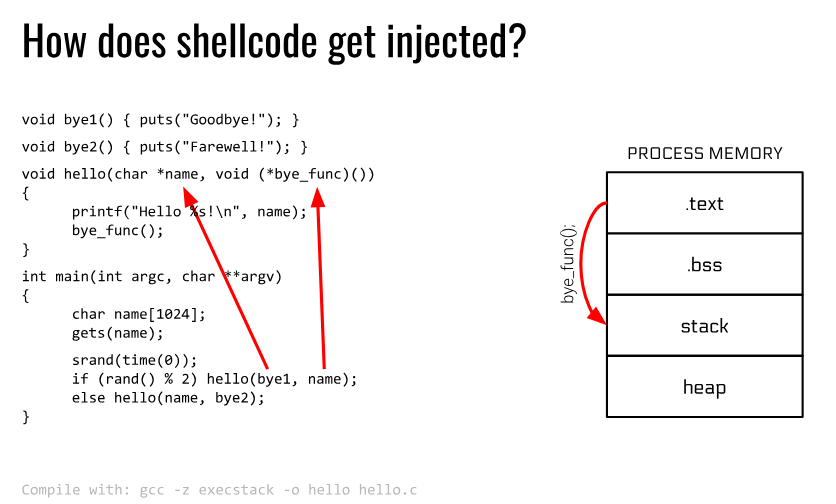 How does shellcode get injected?
void bye1() { puts("Goodbye!"); }
void bye2() { puts("Farewell!"); }
void hello(char *name, void (*bye_func)())
{
printf("Hello %s!\n", name);
bye_func();
}
int main(int argc, char **argv)
{
char name[1024];
gets(name);
srand(time(0));
if (rand() % 2) hello(bye1, name);
else hello(name, bye2);
}
PROCESS MEMORY
.text
.bss
stack
heap
bye_func();
Compile with: gcc -z execstack -o hello hello.c